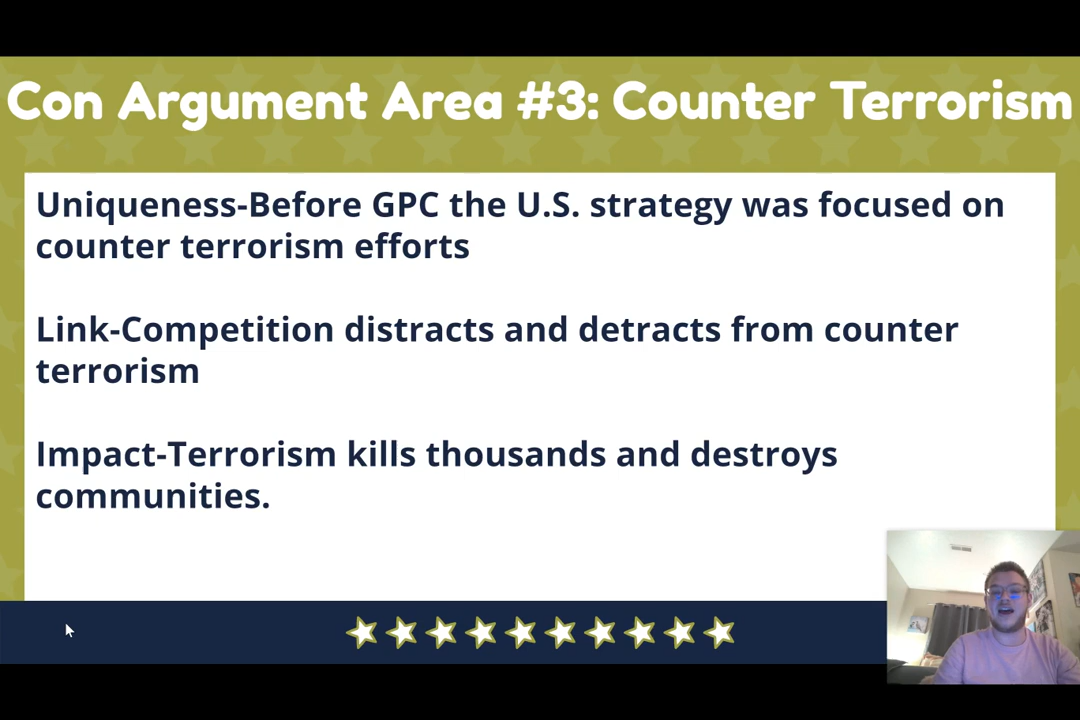 Con Argument Area #3: Counter Terrorism
Uniqueness-Before GPC the U.S. strategy was focused on
counter terrorism efforts
Link-Competition distracts and detracts from counter
terrorism
Impact-Terrorism kills thousands and destroys
communities.